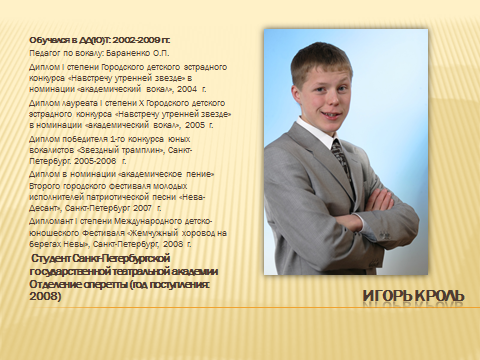 Обучался в ДД(Ю)Т: 2002-2009 гг.
Педагог по вокалу: Бараненко О.П.
Диплом I степени Городского детского эстрадного
конкурса «Навстречу утренней звезде» в
номинации «академический вокал», 2004 г.
Диплом лауреата I степени X Городского детского
эстрадного конкурса «Навстречу утренней звезде»
в номинации «академический вокал», 2005 г.
Диплом победителя 1-го конкурса юных
вокалистов «Звездный трамплин», Санкт-
Петербург. 2005-2006 г.
Диплом в номинации «академическое пение»
Второго городского фестиваля молодых
исполнителей патриотической песни «Нева-
Десант», Санкт-Петербург 2007 г.
Дипломант I степени Международного детско-
юношеского Фестиваля «Жемчужный хоровод на
берегах Невы», Санкт-Петербург, 2008 г.
Студент Санкт-Петербургской
государственной театральной академии
Отделение оперетты (год поступления:
2008)
ИГОРЬ КРОЛЬ